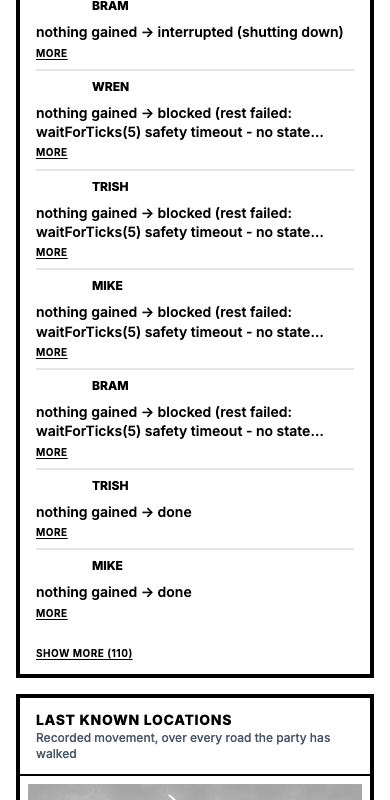 BRAM
nothing gained → interrupted (shutting down)
MORE
WREN
nothing gained → blocked (rest failed:
waitForTicks(5) safety timeout - no state...
MORE
TRISH
nothing gained → blocked (rest failed:
waitForTicks(5) safety timeout - no state...
MORE
MIKE
nothing gained → blocked (rest failed:
waitForTicks(5) safety timeout - no state...
MORE
BRAM
nothing gained → blocked (rest failed:
waitForTicks(5) safety timeout - no state...
MORE
TRISH
nothing gained → done
MORE
MIKE
nothing gained → done
MORE
SHOW MORE (110)
LAST KNOWN LOCATIONS
Recorded movement, over every road the party has
walked